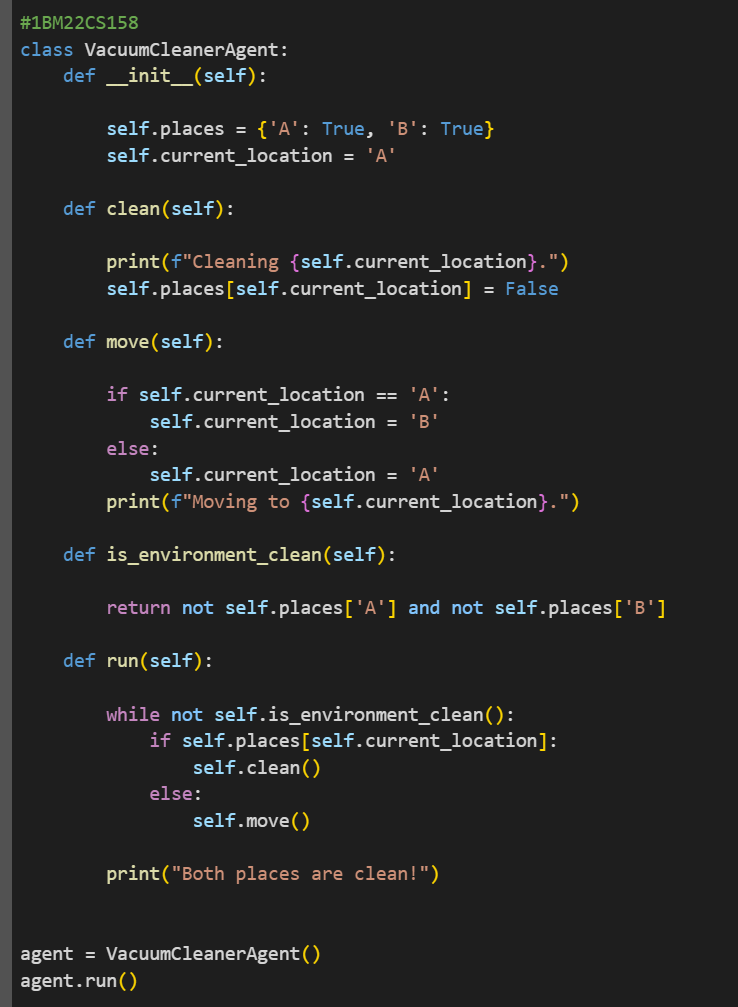 #1BM22CS158
class VacuumCleanerAgent:
    def __init__(self):

        self.places = {'A': True, 'B': True}
        self.current_location = 'A'

    def clean(self):

        print(f"Cleaning {self.current_location}.")
        self.places[self.current_location] = False

    def move(self):

        if self.current_location == 'A':
            self.current_location = 'B'
        else:
            self.current_location = 'A'
        print(f"Moving to {self.current_location}.")

    def is_environment_clean(self):

        return not self.places['A'] and not self.places['B']

    def run(self):

        while not self.is_environment_clean():
            if self.places[self.current_location]:
                self.clean()
            else:
                self.move()

        print("Both places are clean!")


agent = VacuumCleanerAgent()
agent.run()